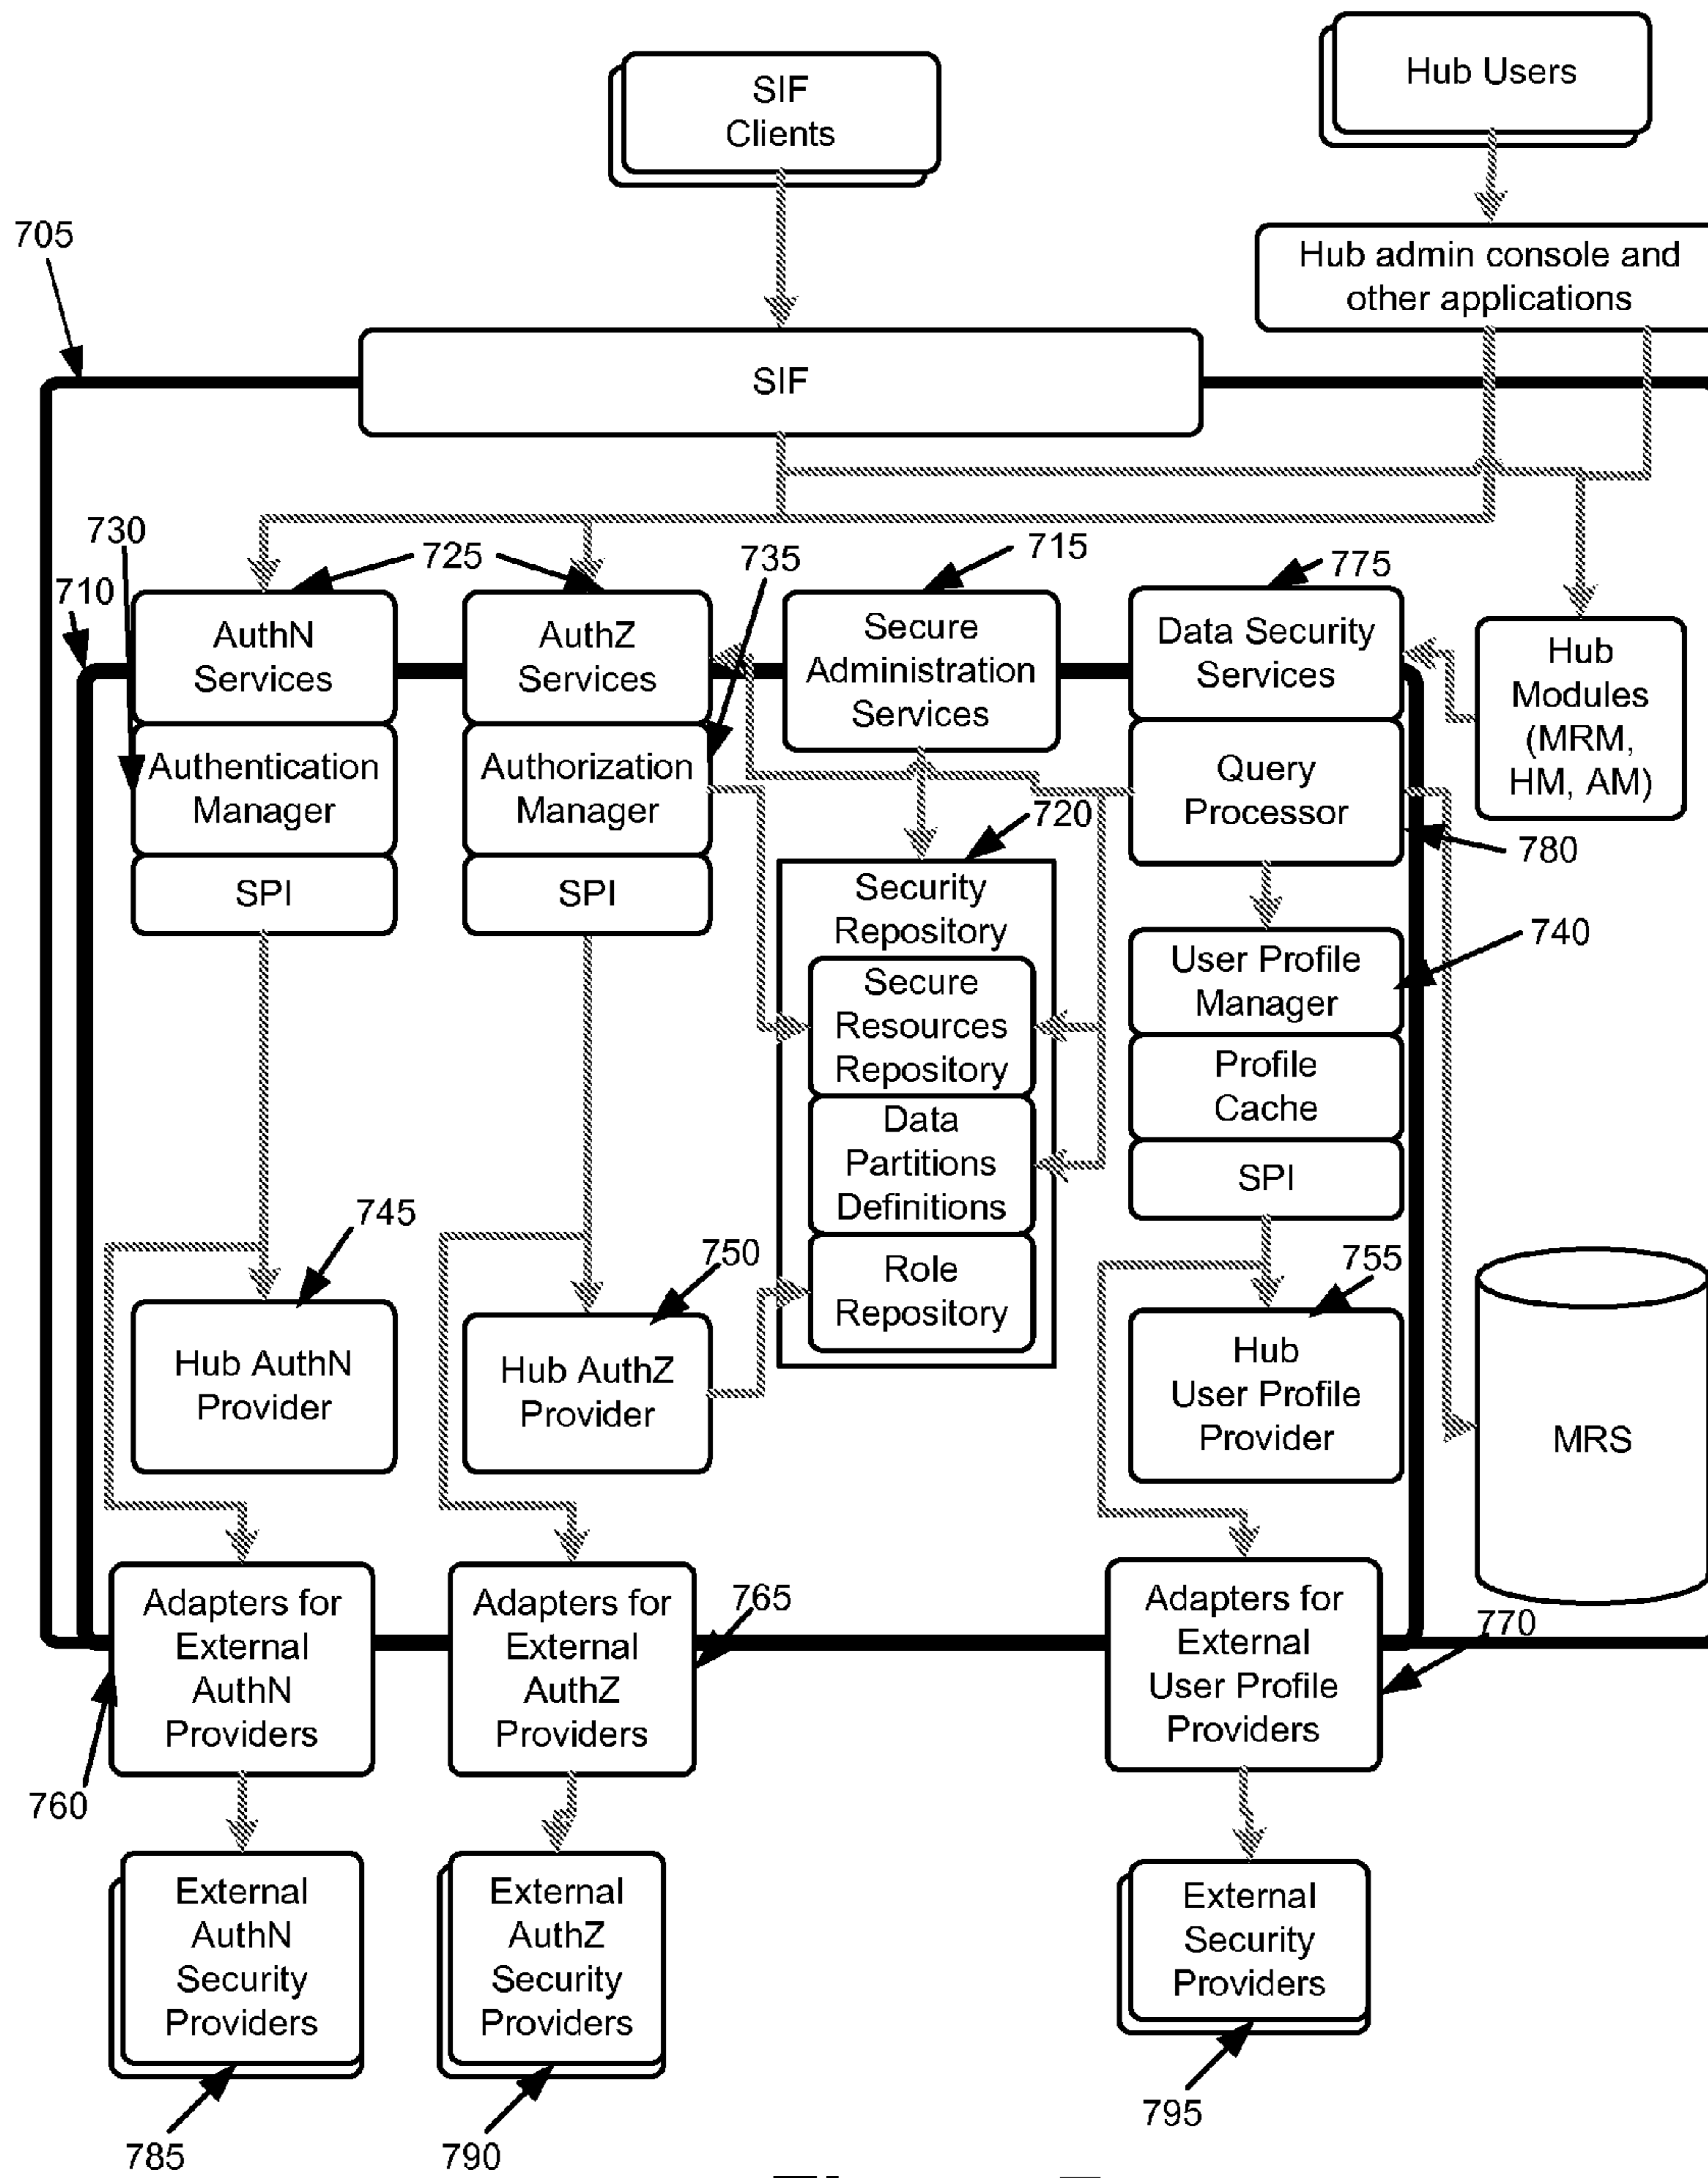 Hub Users
SIF
Clients
705
Hub admin console and
other applications
SIF
730
725
735
715
775
710
AuthN
Services
AuthZ
Services
Secure
Administration
Services
Data Security
Services
Hub
Modules
(MRM,
HM, AM)
Authentication
Manager
Authorization
Manager
Query
Processor
720
780
SPI
SPI
Security
Repository
740
User Profile
Manager
Secure
Resources
Repository
Profile
Cache
Data
Partitions
Definitions
SPI
745
750
755
Role
Repository
Hub AuthN
Provider
Hub AuthZ
Provider
Hub
User Profile
Provider
MRS
Adapters for
External
AuthN
Providers
Adapters for
External
AuthZ
Providers
765
Adapters for
External
User Profile
Providers
770
760
External
AuthN
Security
Providers
External
AuthZ
Security
Providers
External
Security
Providers
795
785
790